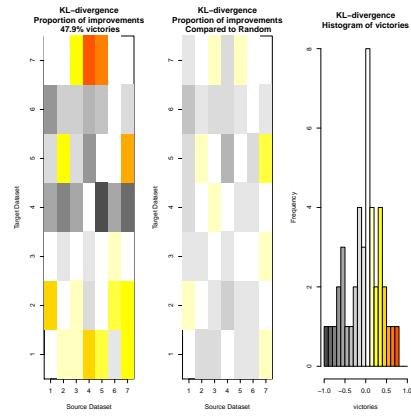 KL−divergence
Proportion of improvements
47.9% victories
Target Dataset
7
6
5
4
3
2
1
1 2 3 4 5 6 7
Source Dataset
KL−divergence
Proportion of improvements
Compared to Random
Target Dataset
7
6
5
4
3
2
1
1 2 3 4 5 6 7
Source Dataset
KL−divergence
Histogram of victories
Frequency
8
6
4
2
0
−1.0 −0.5 0.0 0.5 1.0
victories